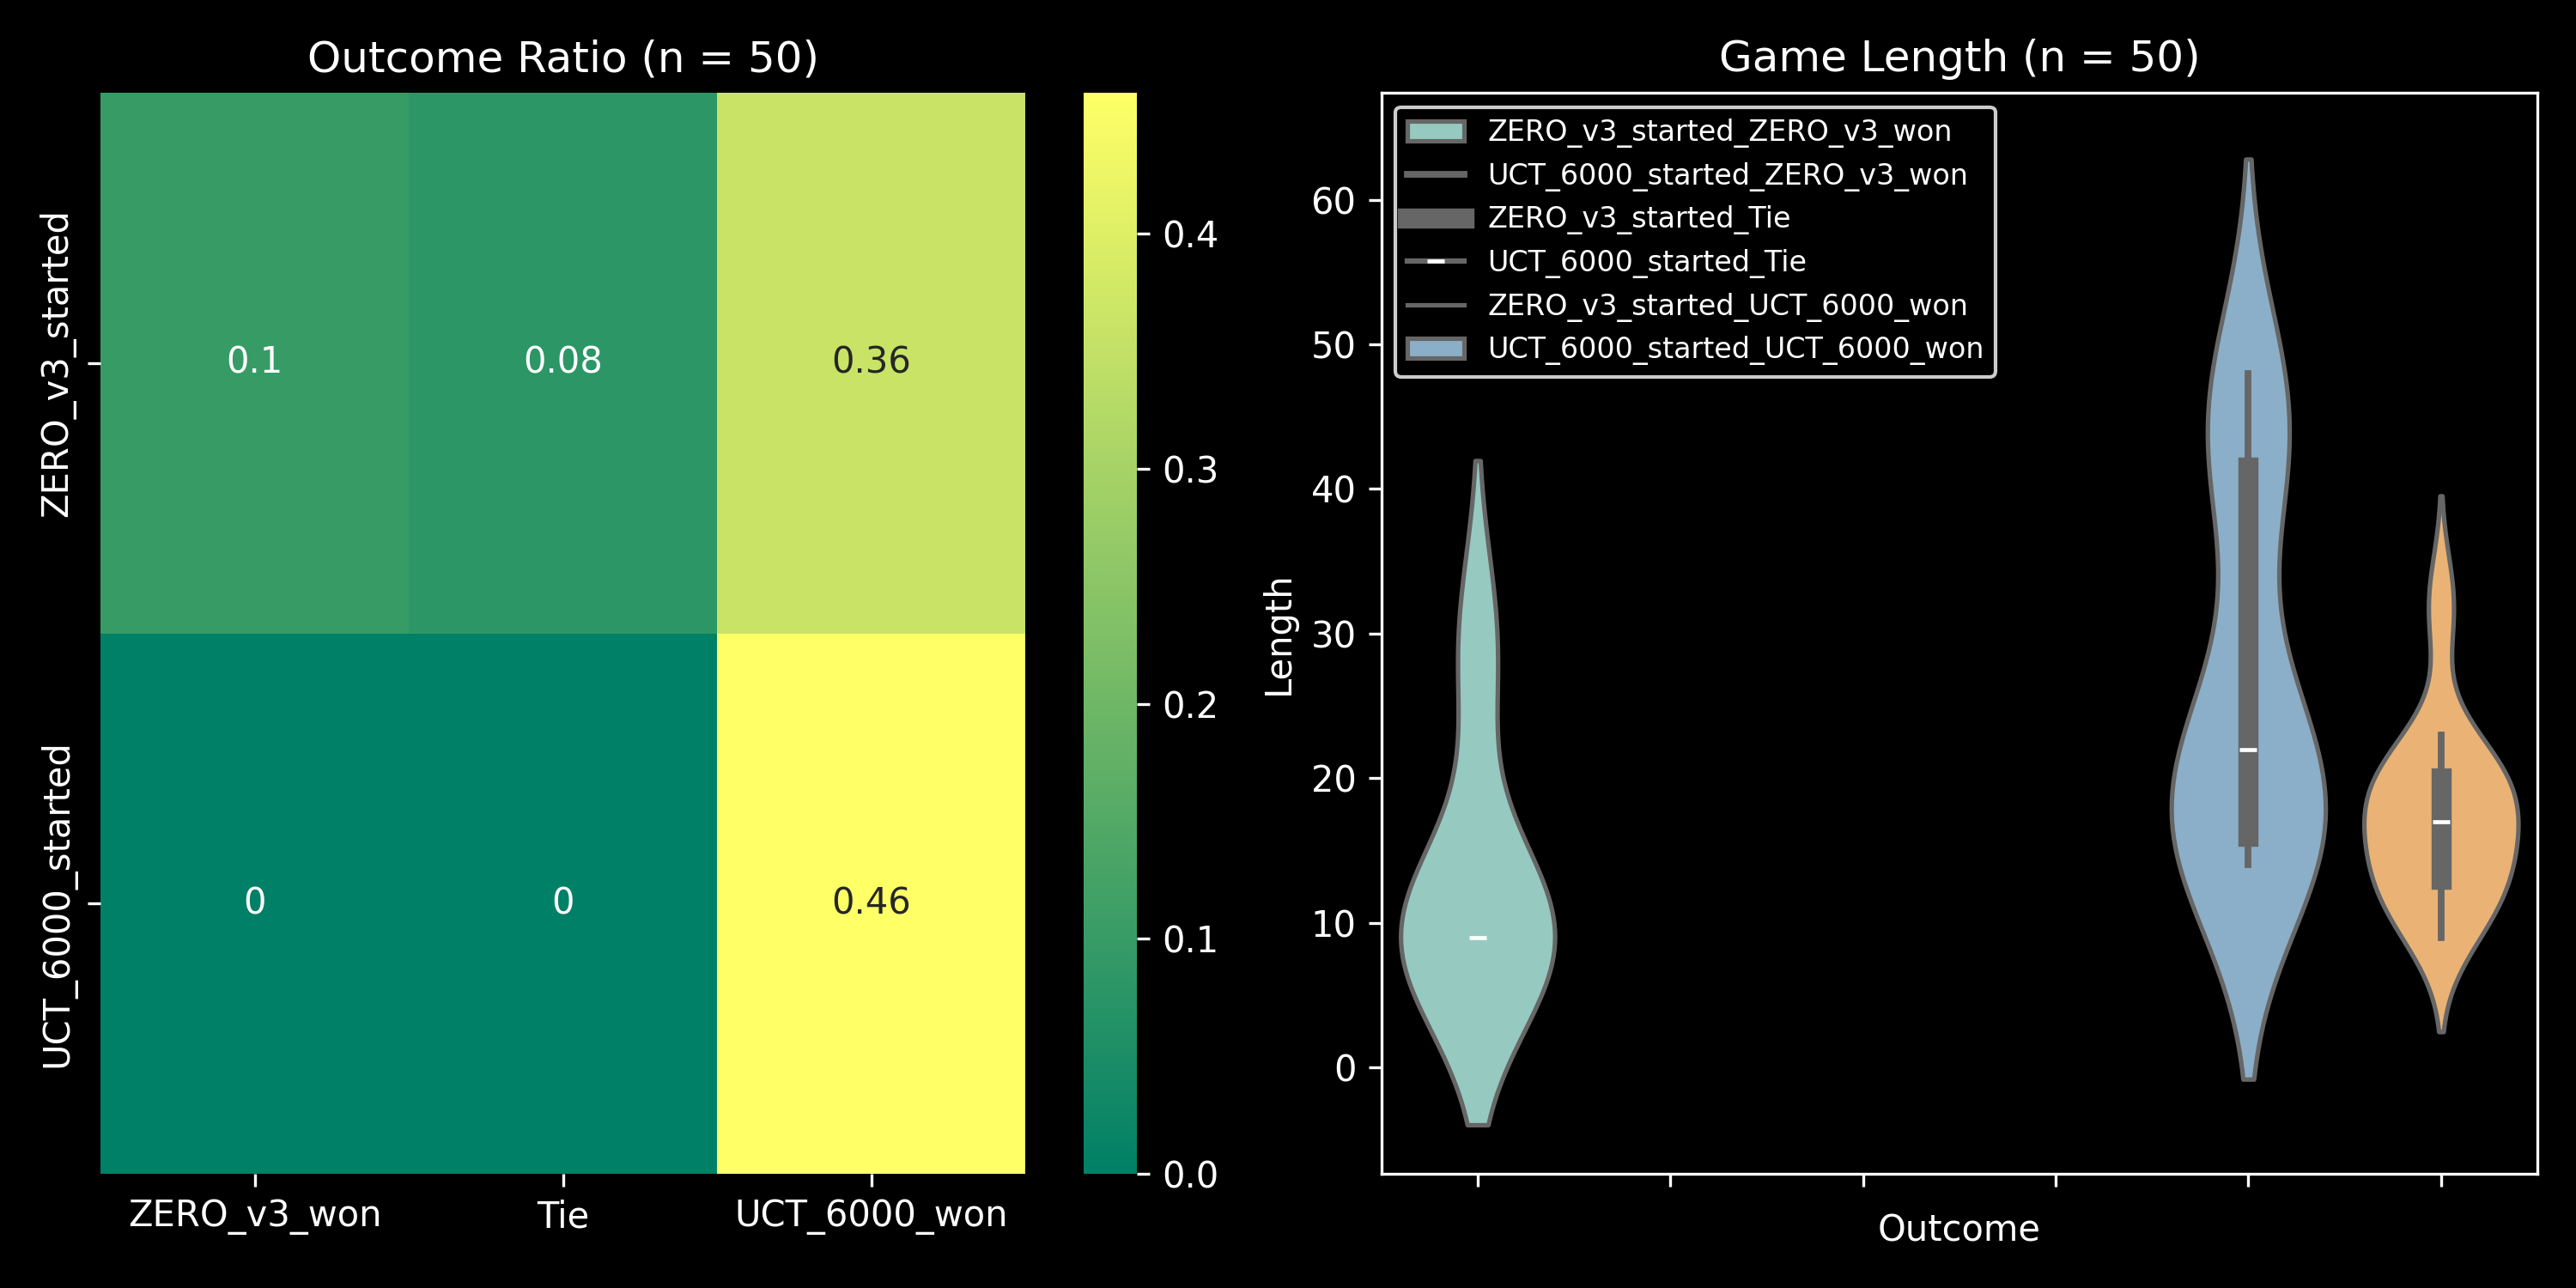 Outcome Ratio (n = 50)
ZERO_v3_started
UCT_6000_started
0.1
0.08
0.36
0
0
0.46
ZERO_v3_won
Tie
UCT_6000_won
0.4
0.3
0.2
0.1
0.0
Game Length (n = 50)
ZERO_v3_started_ZERO_v3_won
UCT_6000_started_ZERO_v3_won
ZERO_v3_started_Tie
UCT_6000_started_Tie
ZERO_v3_started_UCT_6000_won
UCT_6000_started_UCT_6000_won
Length
60
50
40
30
20
10
0
Outcome